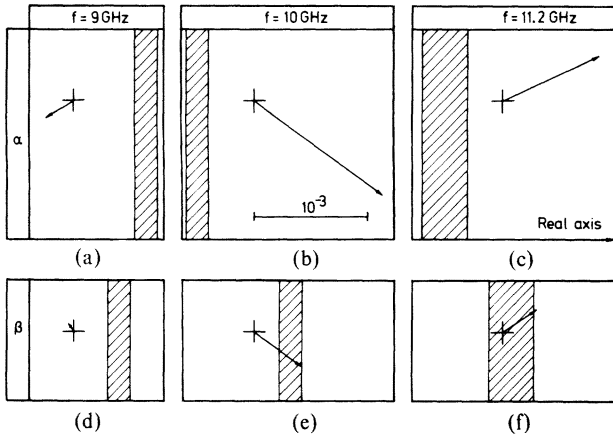 f = 9 GHz
f = 10 GHz
f = 11.2 GHz
α
10⁻³
Real axis
(a)
(b)
(c)
β
(d)
(e)
(f)